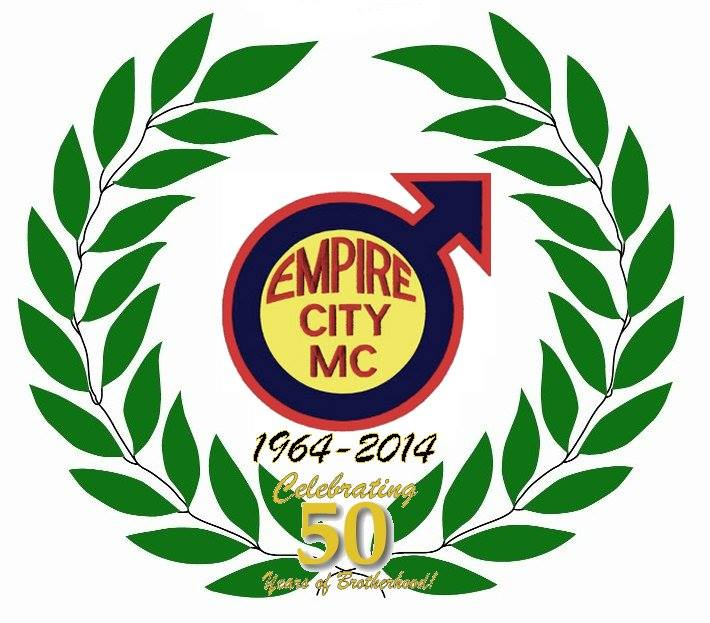 EMPIRE
CITY
MC
1964-2014
Celebrating
50
Years of Brotherhood!